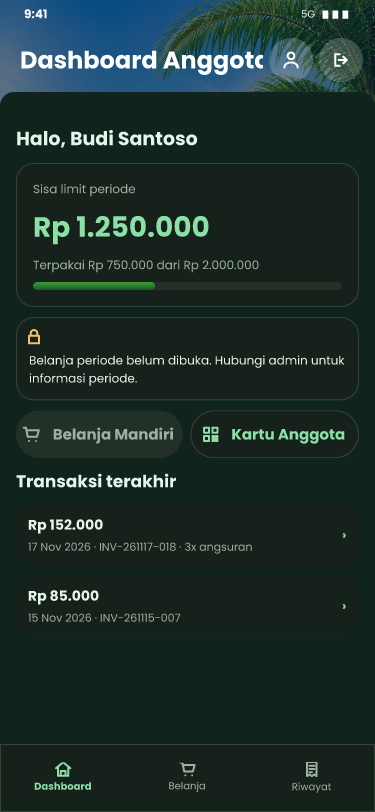 9:41
5G
Dashboard Anggota
Halo, Budi Santoso
Sisa limit periode
Rp 1.250.000
Terpakai Rp 750.000 dari Rp 2.000.000
Belanja periode belum dibuka. Hubungi admin untuk
informasi periode.
Belanja Mandiri
Kartu Anggota
Transaksi terakhir
Rp 152.000
17 Nov 2026 · INV-261117-018 · 3x angsuran
Rp 85.000
15 Nov 2026 · INV-261115-007
Dashboard
Belanja
Riwayat